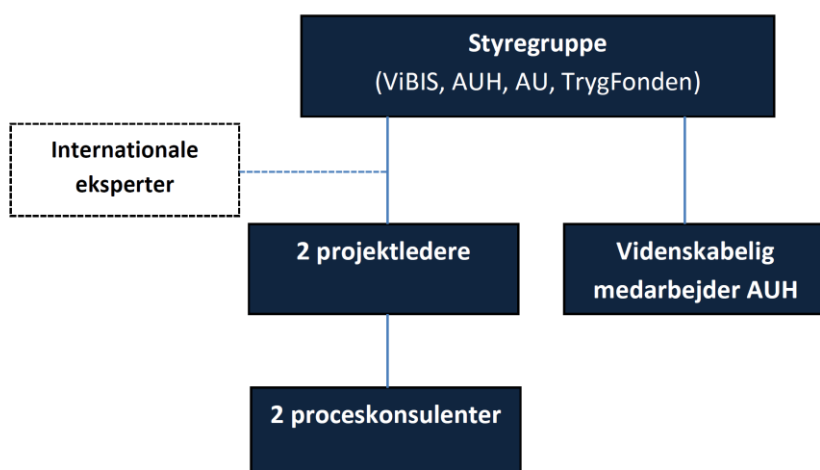 Styregruppe
(ViBIS, AUH, AU, TrygFonden)
Internationale
eksperter
2 projektledere
Videnskabelig
medarbejder AUH
2 proceskonsulenter